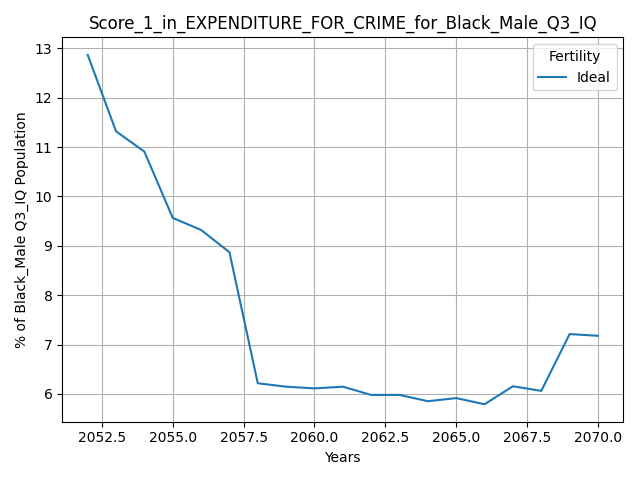 Score_1_in_EXPENDITURE_FOR_CRIME_for_Black_Male_Q3_IQ
Fertility
Ideal
% of Black_Male Q3_IQ Population
13
12
11
10
9
8
7
6
2052.5 2055.0 2057.5 2060.0 2062.5 2065.0 2067.5 2070.0
Years